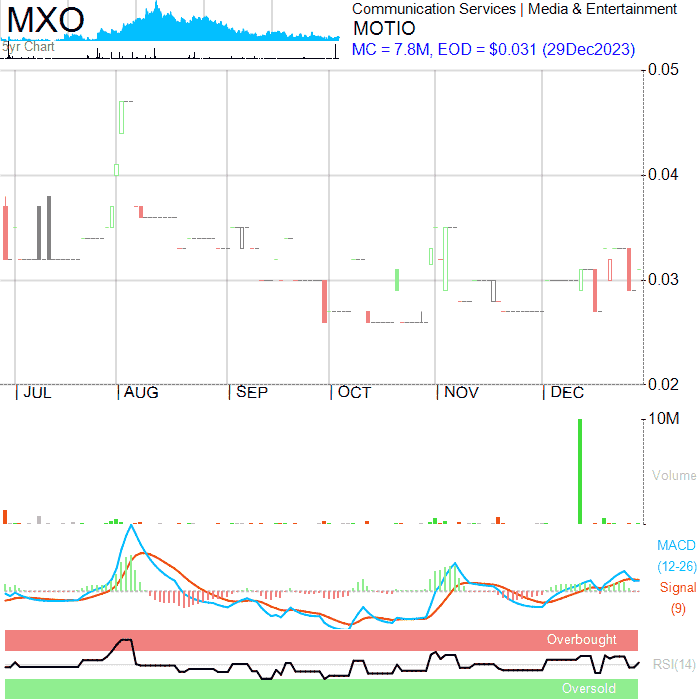 MXO
5yr Chart
Communication Services | Media & Entertainment
MOTIO
MC = 7.8M, EOD = $0.031 (29Dec2023)
0.05
0.04
0.03
0.02
JUL AUG SEP OCT NOV DEC
10M
Volume
MACD
(12-26)
Signal
(9)
Overbought
RSI(14)
Oversold